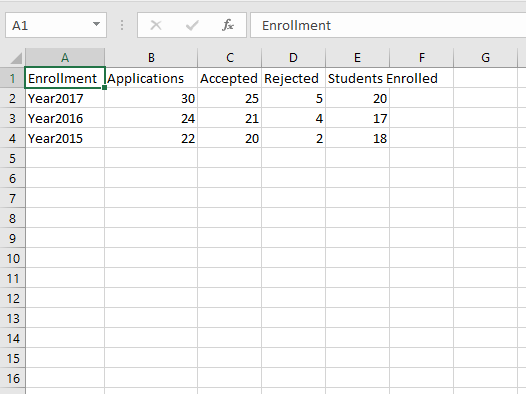 A1 fx Enrollment
A B C D E F G
1 Enrollment Applications Accepted Rejected Students Enrolled
2 Year2017 30 25 5 20
3 Year2016 24 21 4 17
4 Year2015 22 20 2 18
5
6
7
8
9
10
11
12
13
14
15
16